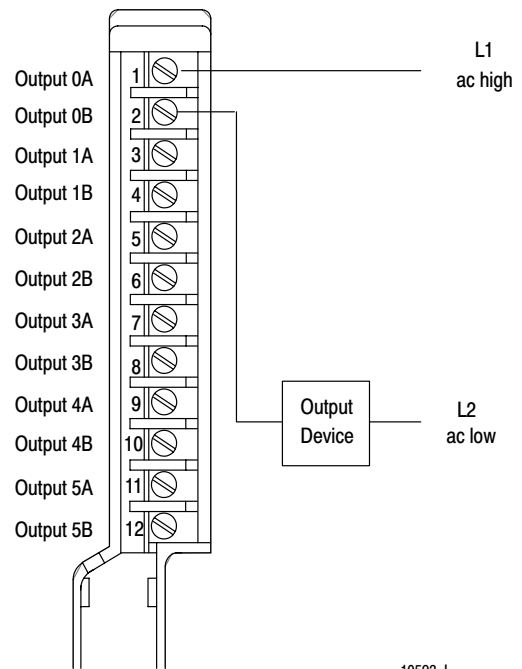 L1
ac high
Output 0A 1
Output 0B 2
Output 1A 3
Output 1B 4
Output 2A 5
Output 2B 6
Output 3A 7
Output 3B 8
Output 4A 9
Output 4B 10
Output 5A 11
Output 5B 12
Output
Device
L2
ac low